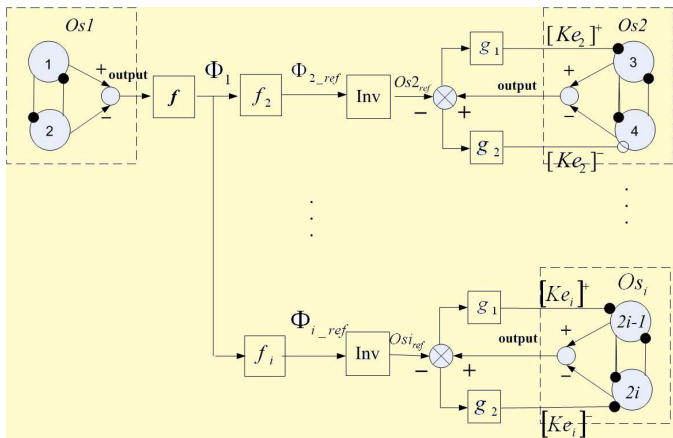 Os1
1
2
+
−
output
f
Φ1
f2
Φ2_ref
Inv
Os2ref
−
+
g1
g2
[Ke2]+
[Ke2]−
output
Os2
3
4
+
−
. . .
. . .
fi
Φi_ref
Inv
Osiref
−
+
g1
g2
[Kei]+
[Kei]−
output
Osi
2i-1
2i
+
−